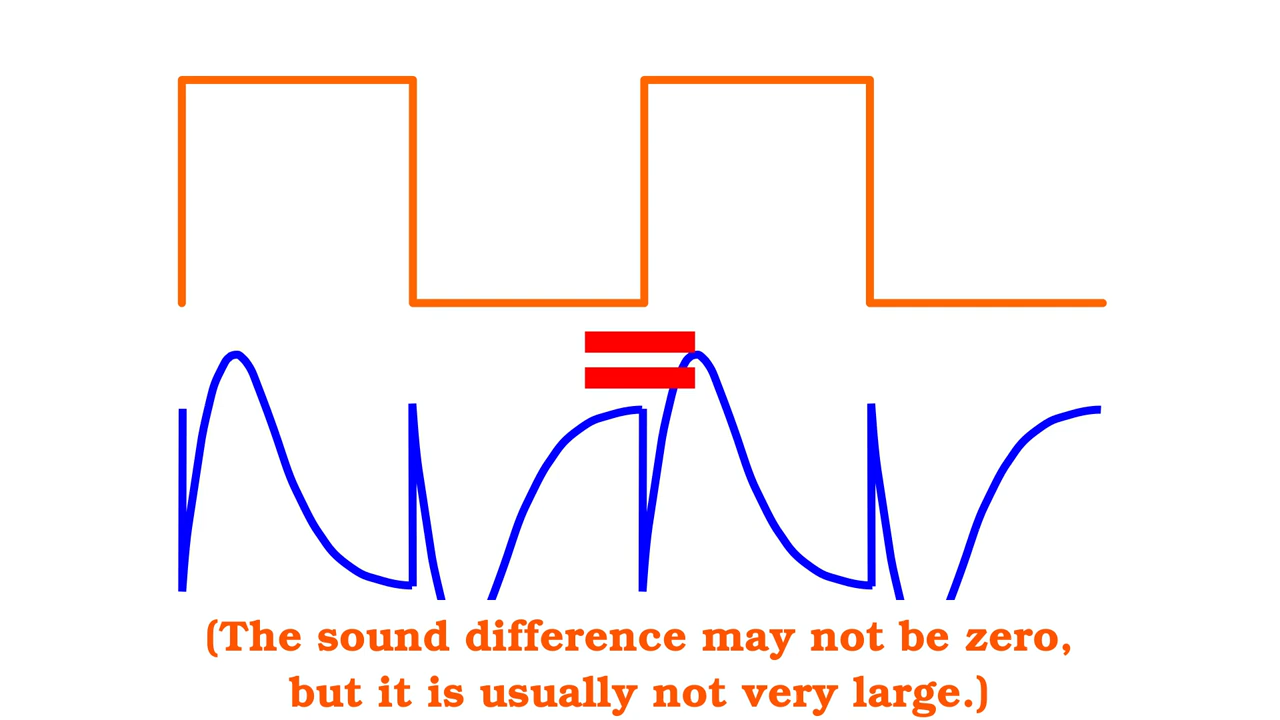 (The sound difference may not be zero,
but it is usually not very large.)